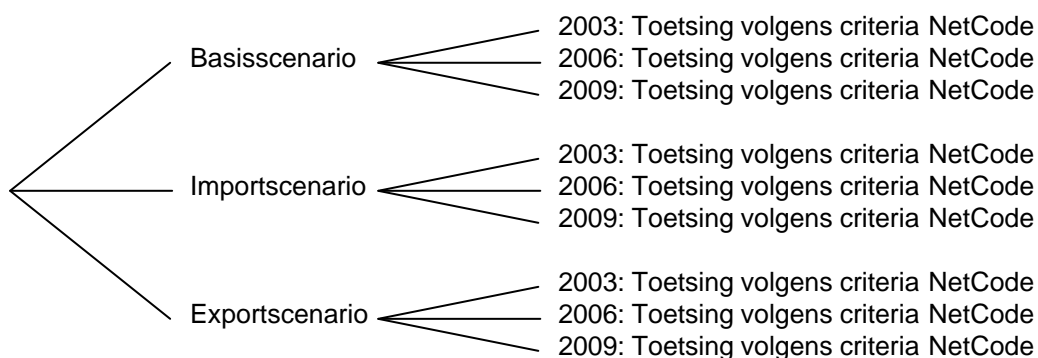 2003: Toetsing volgens criteria NetCode
Basisscenario
2006: Toetsing volgens criteria NetCode
2009: Toetsing volgens criteria NetCode
2003: Toetsing volgens criteria NetCode
Importscenario
2006: Toetsing volgens criteria NetCode
2009: Toetsing volgens criteria NetCode
2003: Toetsing volgens criteria NetCode
Exportscenario
2006: Toetsing volgens criteria NetCode
2009: Toetsing volgens criteria NetCode